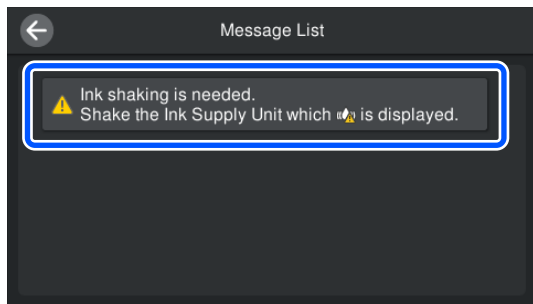 Message List
Ink shaking is needed.
Shake the Ink Supply Unit which is displayed.